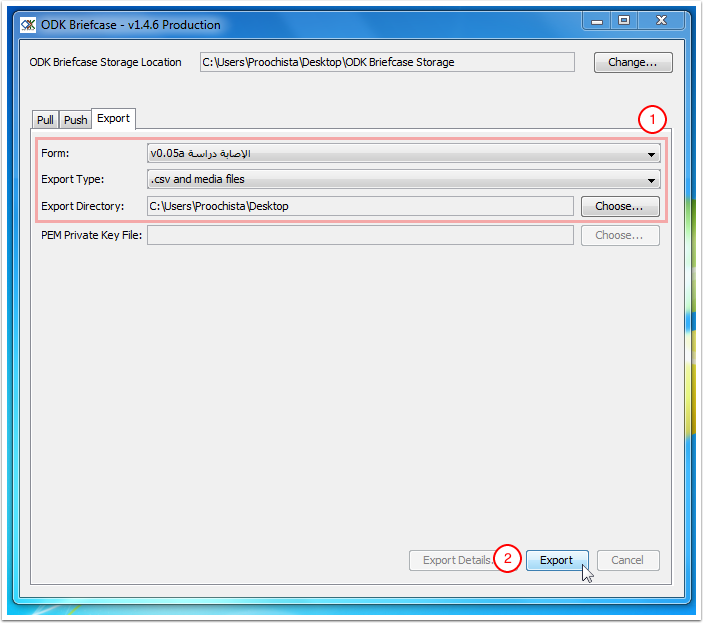 ODK Briefcase - v1.4.6 Production
ODK Briefcase Storage Location C:\Users\Proochista\Desktop\ODK Briefcase Storage Change...
Pull Push Export
1
Form: v0.05a الإصابة دراسة
Export Type: .csv and media files
Export Directory: C:\Users\Proochista\Desktop Choose...
PEM Private Key File: Choose...
Export Details. 2 Export Cancel